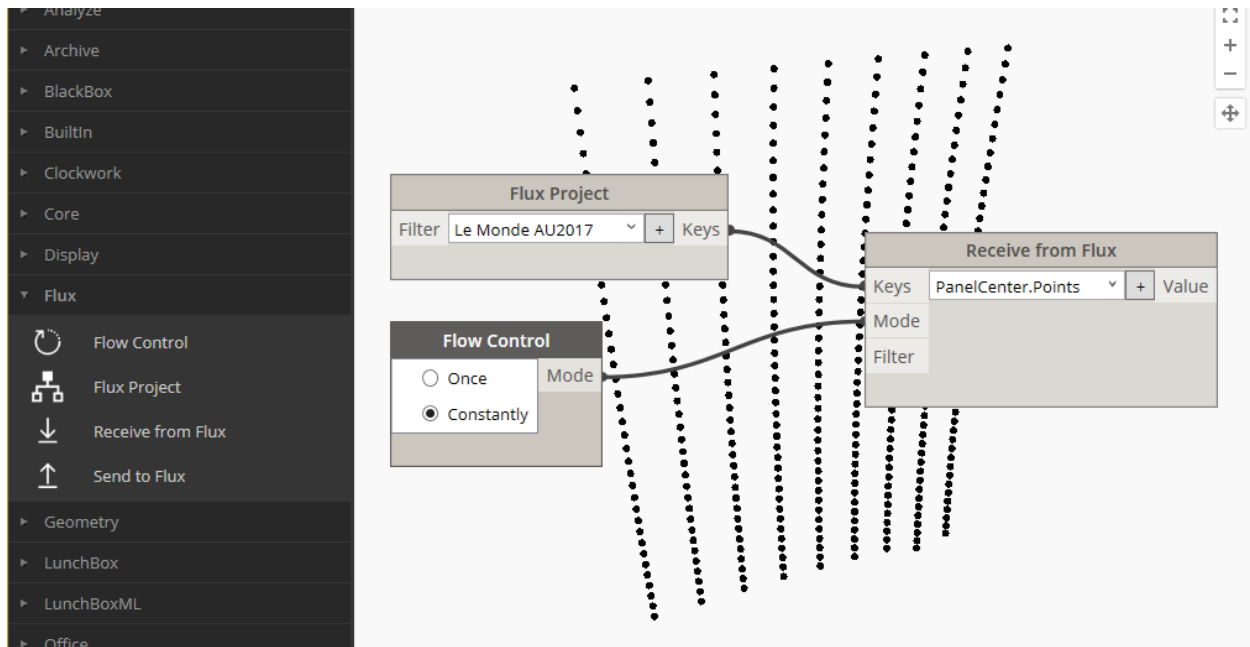 Analyze
Archive
BlackBox
BuiltIn
Clockwork
Core
Display
Flux
Flow Control
Flux Project
Receive from Flux
Send to Flux
Geometry
LunchBox
LunchBoxML
Office
Flux Project
Filter Le Monde AU2017 + Keys
Flow Control
Once Mode
Constantly
Receive from Flux
Keys PanelCenter.Points + Value
Mode
Filter